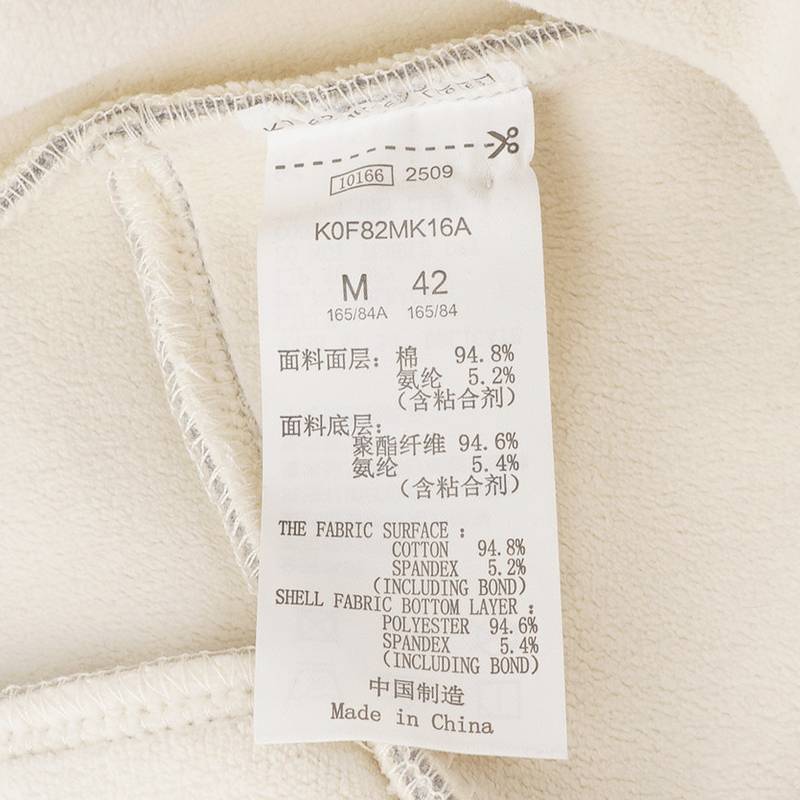 10166 2509
K0F82MK16A
M 42
165/84A 165/84
面料面层：棉 94.8%
氨纶 5.2%
（含粘合剂）
面料底层：
聚酯纤维 94.6%
氨纶 5.4%
（含粘合剂）
THE FABRIC SURFACE :
COTTON 94.8%
SPANDEX 5.2%
(INCLUDING BOND)
SHELL FABRIC BOTTOM LAYER :
POLYESTER 94.6%
SPANDEX 5.4%
(INCLUDING BOND)
中国制造
Made in China